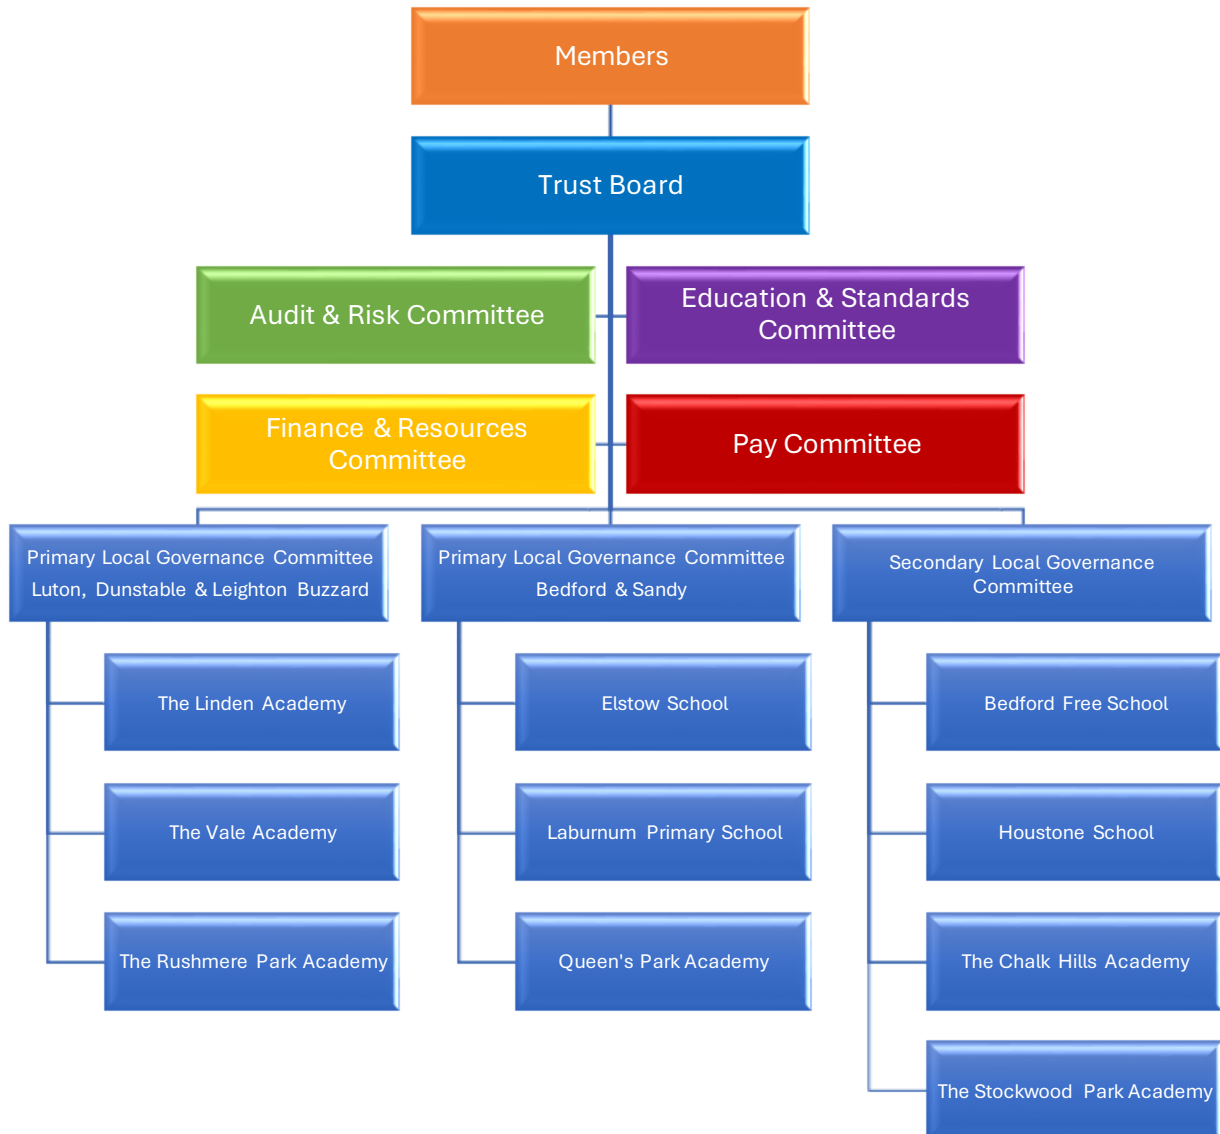 Members
Trust Board
Audit & Risk Committee
Education & Standards
Committee
Finance & Resources
Committee
Pay Committee
Primary Local Governance Committee
Luton, Dunstable & Leighton Buzzard
Primary Local Governance Committee
Bedford & Sandy
Secondary Local Governance
Committee
The Linden Academy
Elstow School
Bedford Free School
The Vale Academy
Laburnum Primary School
Houstone School
The Rushmere Park Academy
Queen's Park Academy
The Chalk Hills Academy
The Stockwood Park Academy